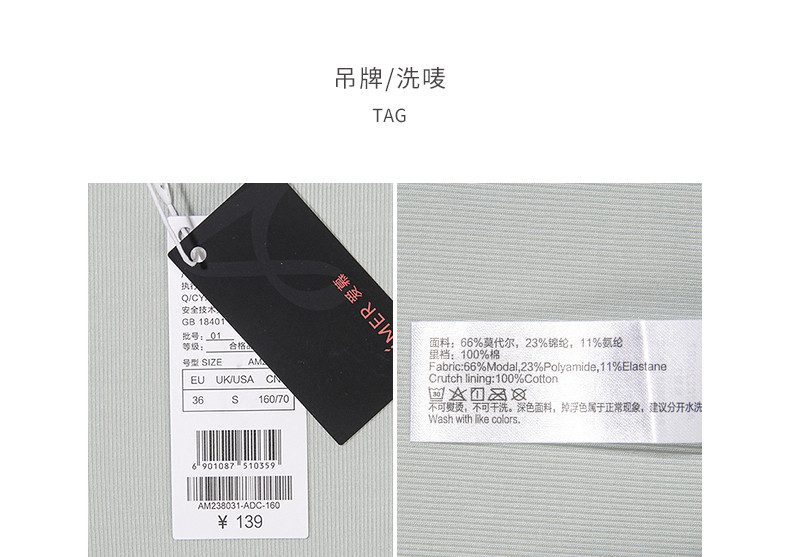 吊牌/洗唛
TAG
执行
Q/CY
安全技术
GB 18401
批号: 01
等级: 合格
号型 SIZE AM2
EU UK/USA CN
36 S 160/70
6 901087 510359
AM238031-ADC-160
¥ 139
MER 爱慕
面料: 66%莫代尔, 23%锦纶, 11%氨纶
里裆: 100%棉
Fabric:66%Modal,23%Polyamide,11%Elastane
Crutch lining:100%Cotton
30
不可熨烫, 不可干洗。深色面料, 掉浮色属于正常现象, 建议分开水洗
Wash with like colors.